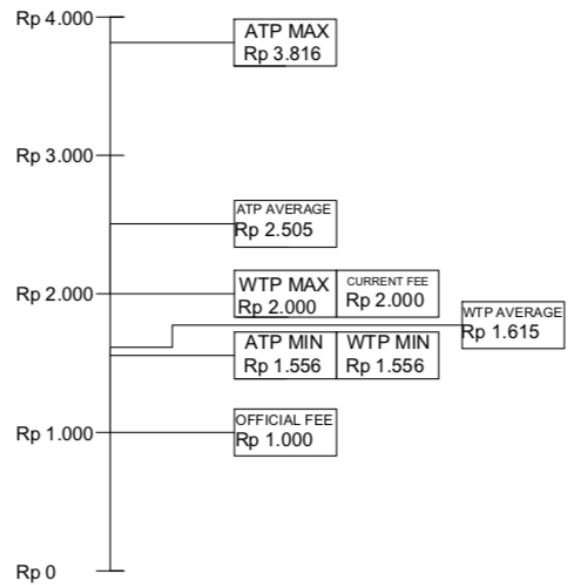 Rp 4.000
ATP MAX
Rp 3.816
Rp 3.000
ATP AVERAGE
Rp 2.505
Rp 2.000
WTP MAX
Rp 2.000
CURRENT FEE
Rp 2.000
WTP AVERAGE
Rp 1.615
ATP MIN
Rp 1.556
WTP MIN
Rp 1.556
Rp 1.000
OFFICIAL FEE
Rp 1.000
Rp 0